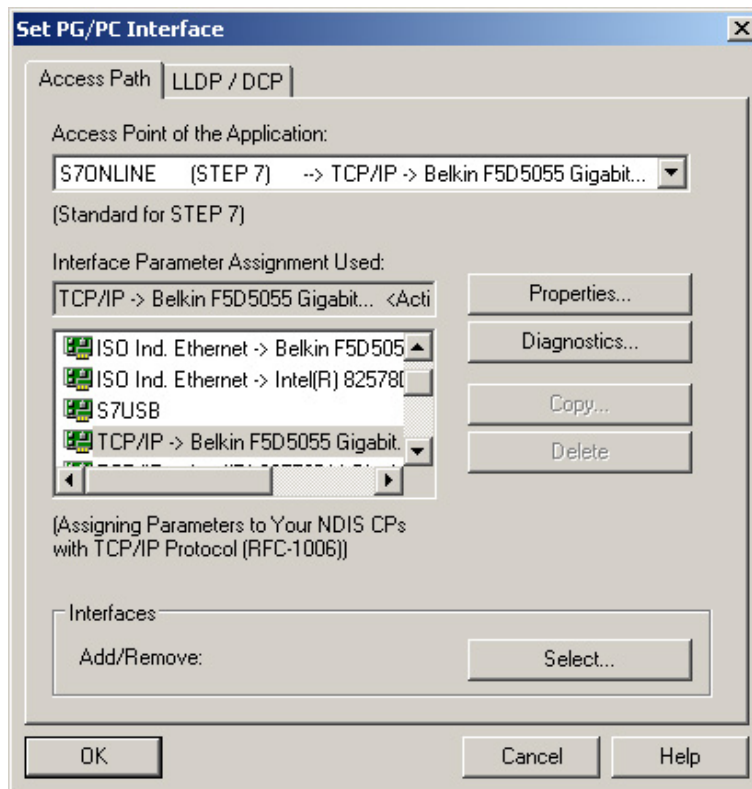 Set PG/PC Interface
Access Path LLDP / DCP
Access Point of the Application:
S7ONLINE (STEP 7) --> TCP/IP -> Belkin F5D5055 Gigabit...
(Standard for STEP 7)
Interface Parameter Assignment Used:
TCP/IP -> Belkin F5D5055 Gigabit... <Acti
Properties...
ISO Ind. Ethernet -> Belkin F5D505
Diagnostics...
ISO Ind. Ethernet -> Intel(R) 82578D
S7USB
Copy...
TCP/IP -> Belkin F5D5055 Gigabit.
Delete
(Assigning Parameters to Your NDIS CPs
with TCP/IP Protocol (RFC-1006))
Interfaces
Add/Remove:
Select...
OK Cancel Help